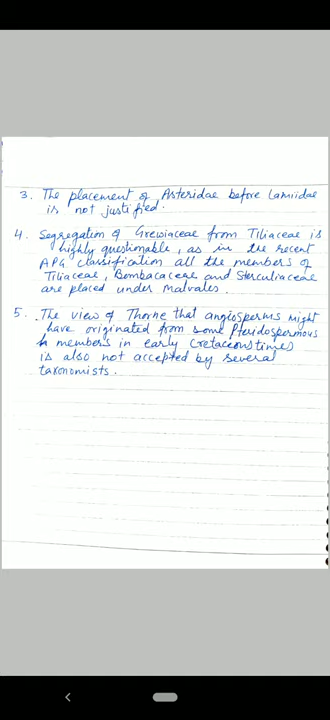 3. The placement of Asteridae before Lamiidae
is not justified.
4. Segregation of Grewiaceae from Tiliaceae is
highly questionable, as in the recent
APG classification all the members of
Tiliaceae, Bombacaceae and Sterculiaceae
are placed under Malvales.
5. The view of Thorne that angiosperms might
have originated from some Pteridospermous
members in early Cretaceous times
is also not accepted by several
taxonomists.